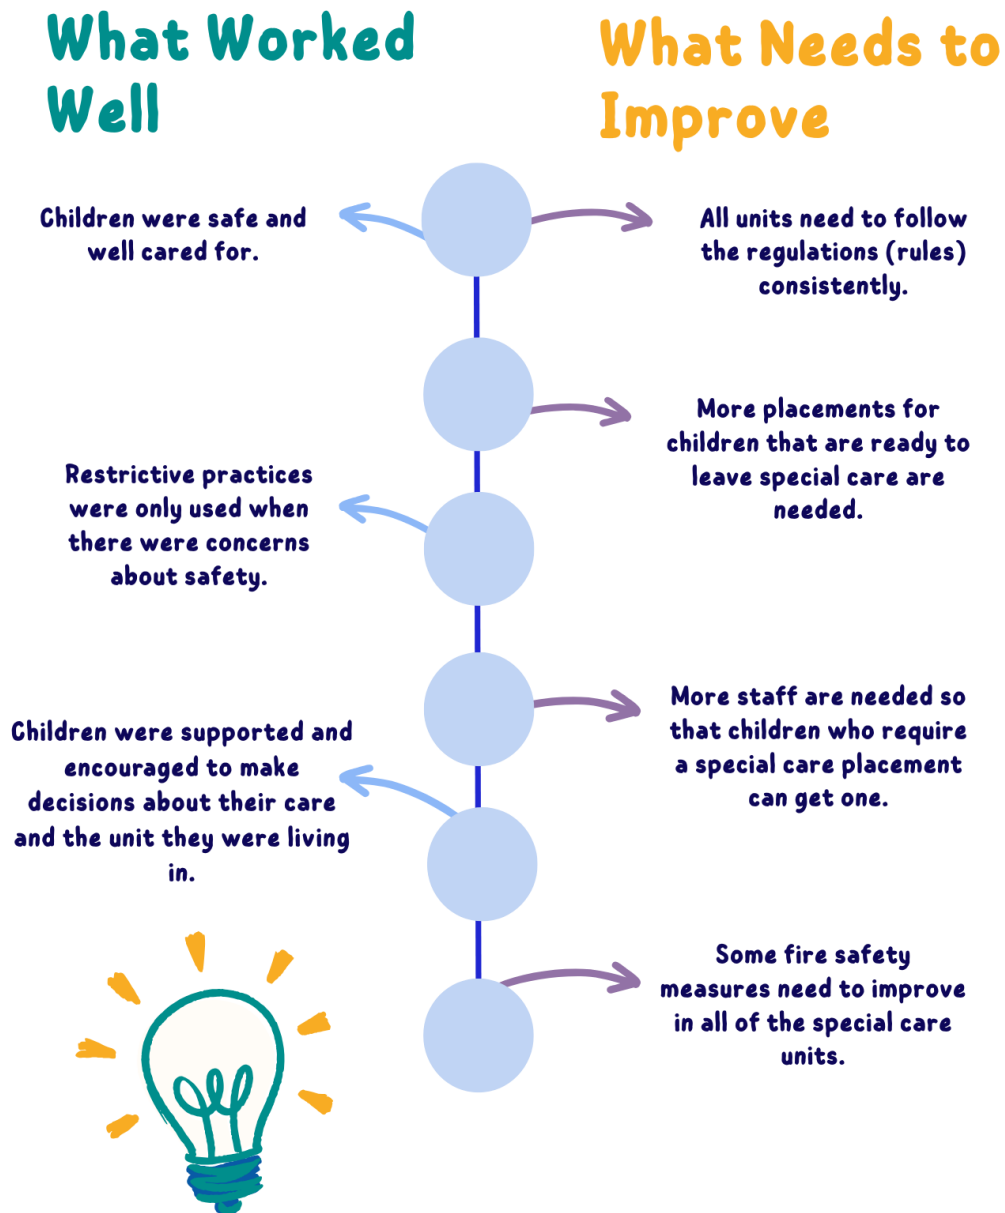 What Worked
Well
What Needs to
Improve
Children were safe and
well cared for.
All units need to follow
the regulations (rules)
consistently.
More placements for
children that are ready to
leave special care are
needed.
Restrictive practices
were only used when
there were concerns
about safety.
More staff are needed so
that children who require
a special care placement
can get one.
Children were supported and
encouraged to make
decisions about their care
and the unit they were living
in.
Some fire safety
measures need to improve
in all of the special care
units.